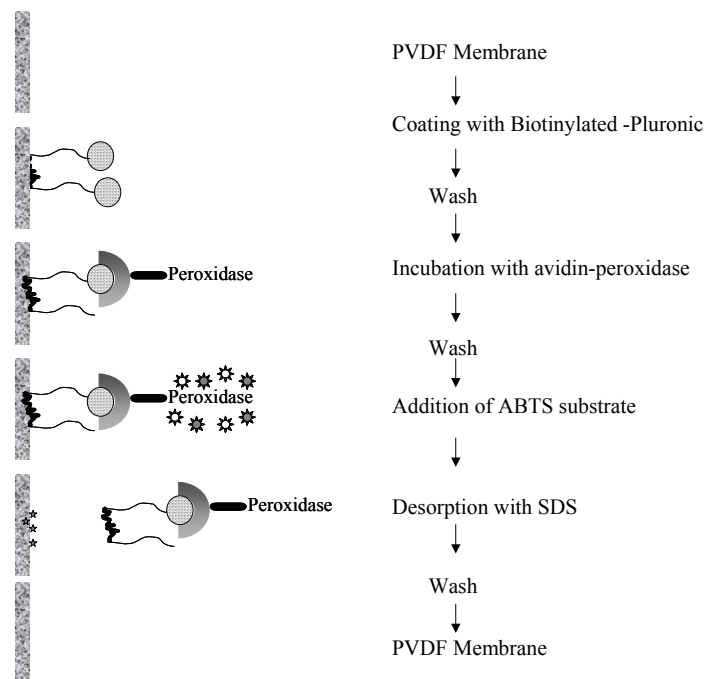 PVDF Membrane
Coating with Biotinylated -Pluronic
Wash
Peroxidase
Incubation with avidin-peroxidase
Wash
Peroxidase
Addition of ABTS substrate
Peroxidase
Desorption with SDS
Wash
PVDF Membrane